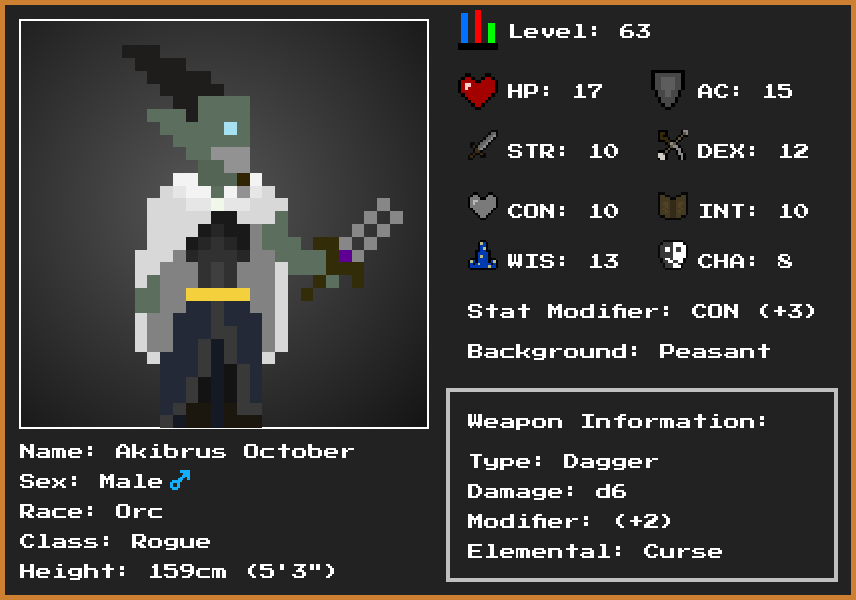 Level: 63
HP: 17 AC: 15
STR: 10 DEX: 12
CON: 10 INT: 10
WIS: 13 CHA: 8
Stat Modifier: CON (+3)
Background: Peasant
Weapon Information:
Type: Dagger
Damage: d6
Modifier: (+2)
Elemental: Curse
Name: Akibrus October
Sex: Male♂
Race: Orc
Class: Rogue
Height: 159cm (5'3")